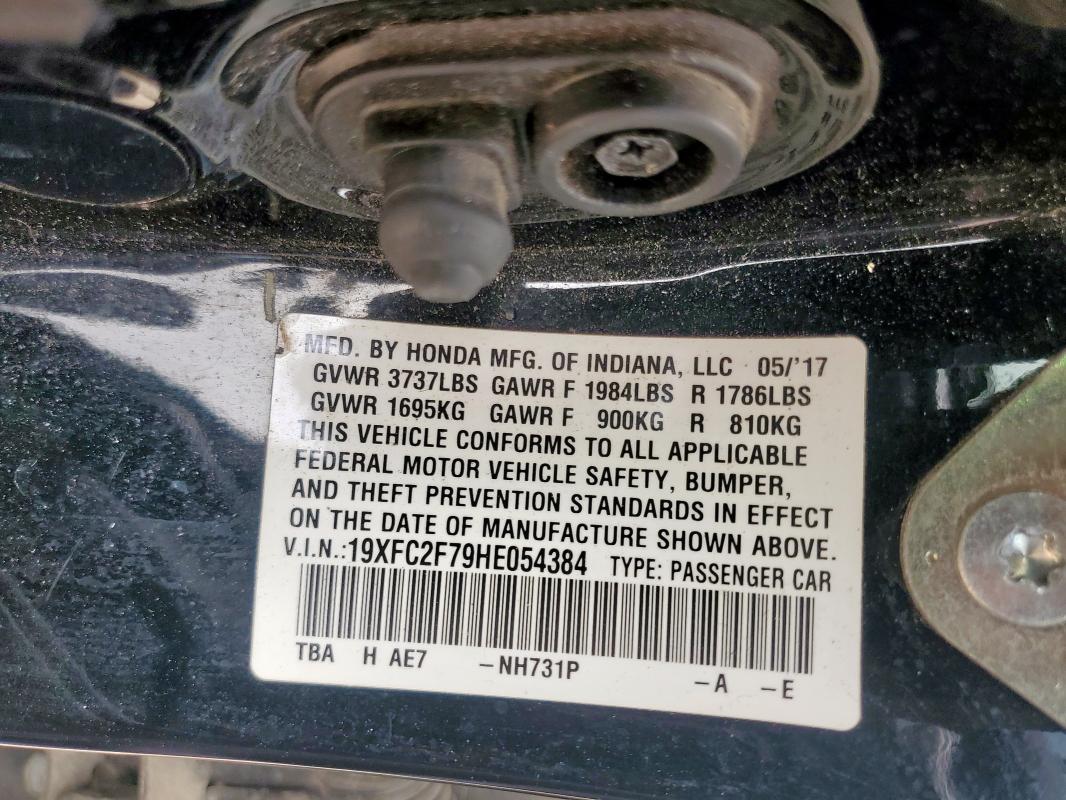 MFD. BY HONDA MFG. OF INDIANA, LLC 05/'17
GVWR 3737LBS GAWR F 1984LBS R 1786LBS
GVWR 1695KG GAWR F 900KG R 810KG
THIS VEHICLE CONFORMS TO ALL APPLICABLE
FEDERAL MOTOR VEHICLE SAFETY, BUMPER,
AND THEFT PREVENTION STANDARDS IN EFFECT
ON THE DATE OF MANUFACTURE SHOWN ABOVE.
V.I.N.:19XFC2F79HE054384 TYPE: PASSENGER CAR
TBA H AE7 –NH731P –A –E